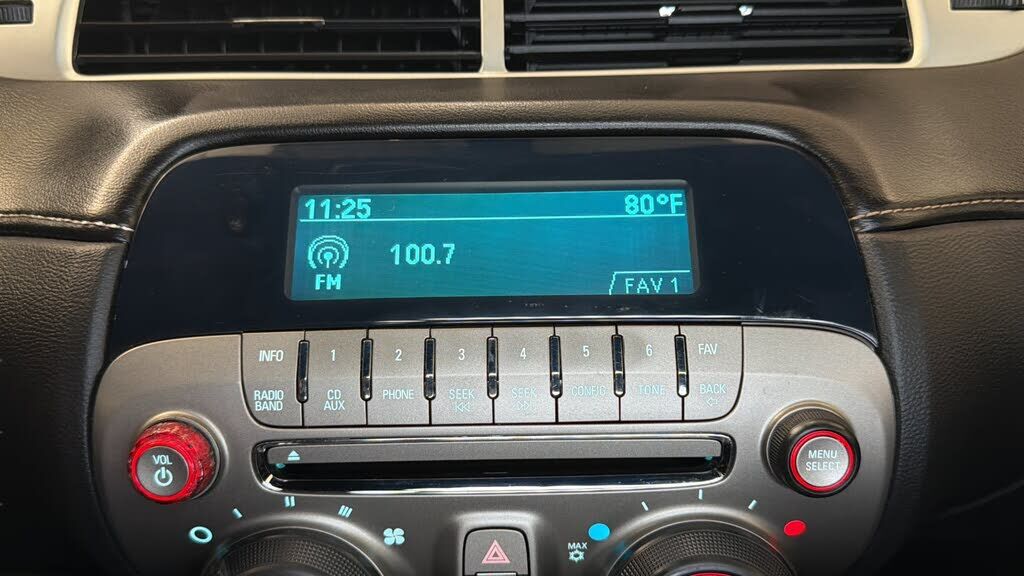 11:25 80°F
100.7
FM
FAV 1
INFO 1 2 3 4 5 6 FAV
RADIO BAND
CD AUX
PHONE
SEEK
SEEK
CONFIG
TONE
BACK
VOL
MENU SELECT
MAX